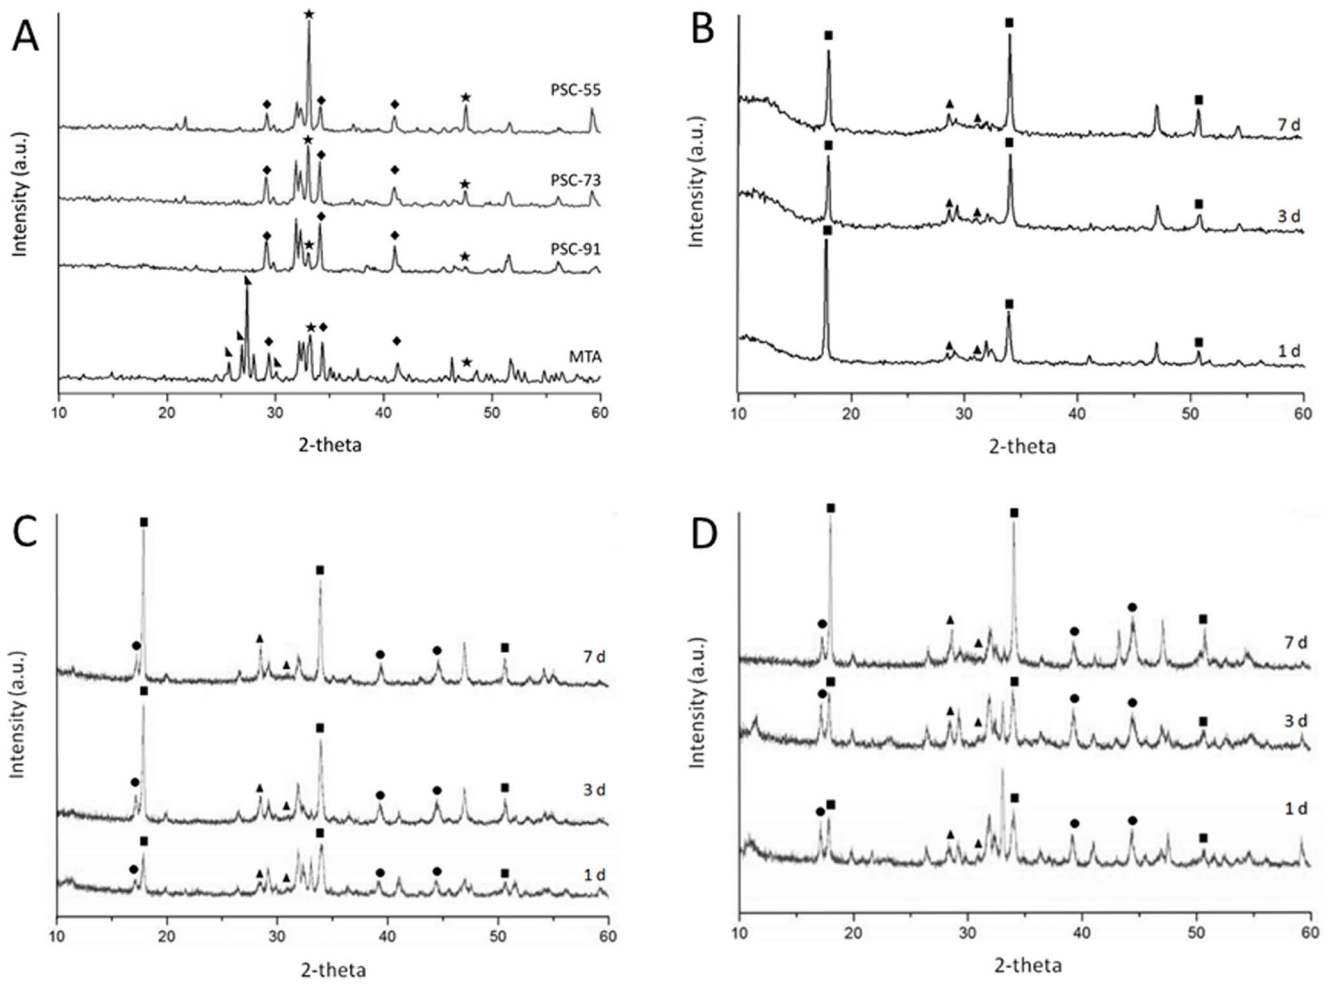 A
PSC-55
PSC-73
PSC-91
MTA
Intensity (a.u.)
10 20 30 40 50 60
2-theta
B
7 d
3 d
1 d
Intensity (a.u.)
10 20 30 40 50 60
2-theta
C
7 d
3 d
1 d
Intensity (a.u.)
10 20 30 40 50 60
2-theta
D
7 d
3 d
1 d
Intensity (a.u.)
10 20 30 40 50 60
2-theta